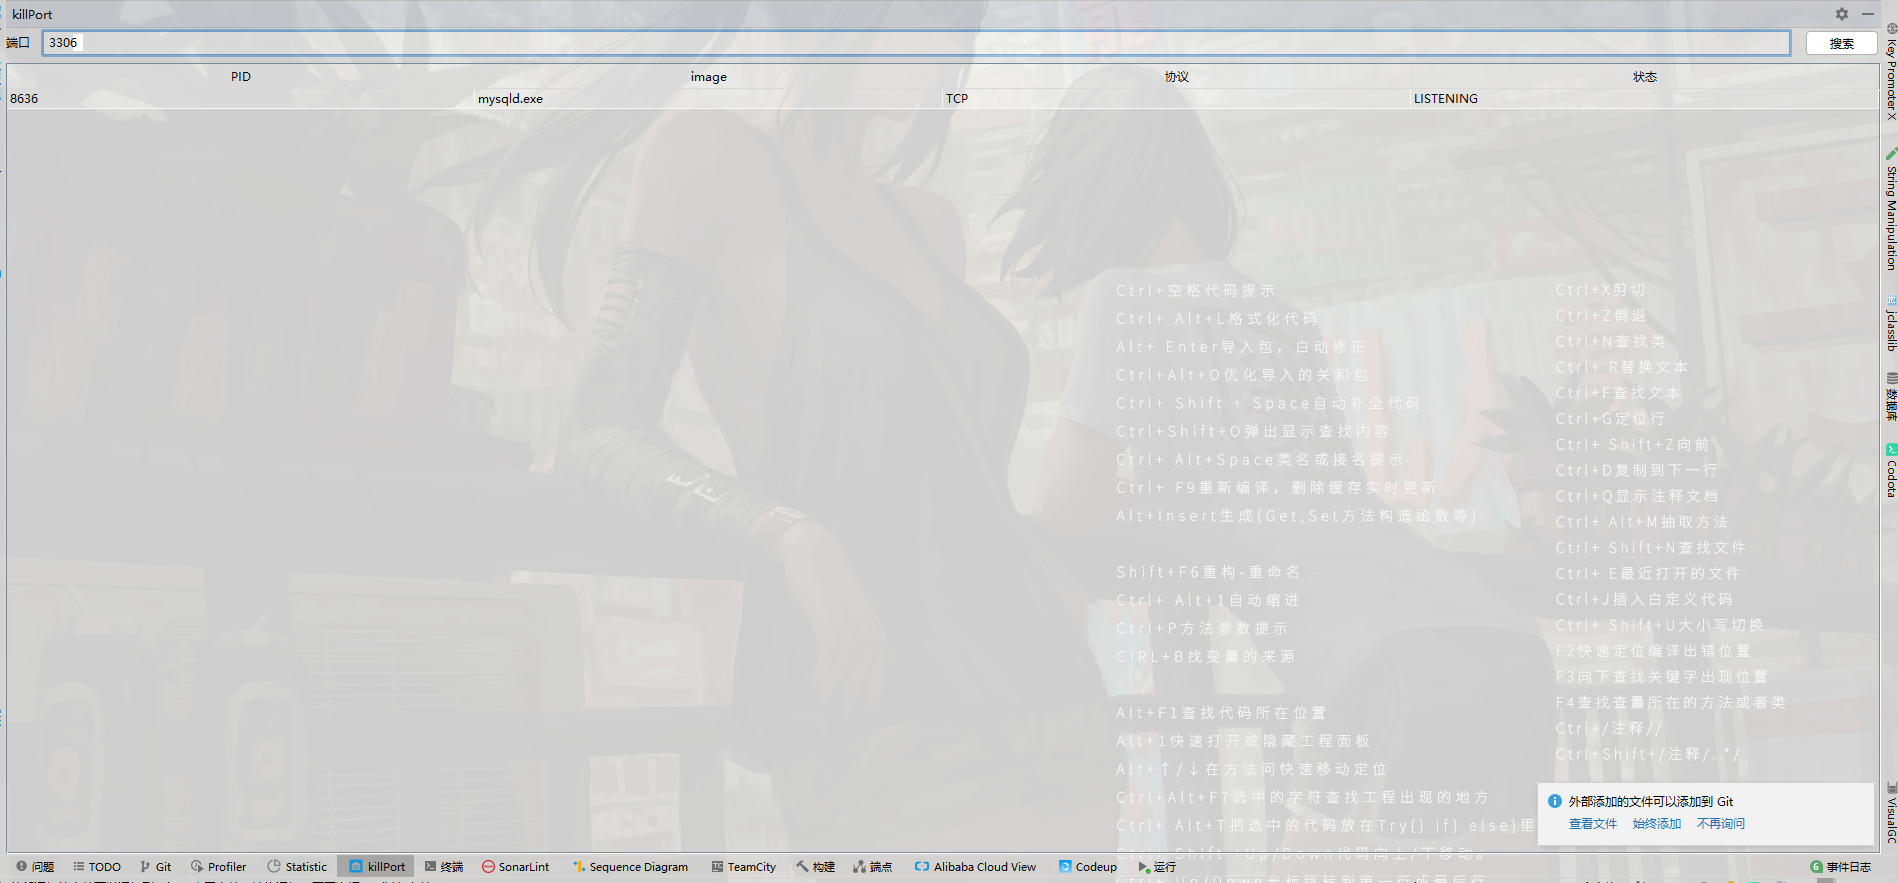 killPort
端口 3306 搜索
PID image 协议 状态
8636 mysqld.exe TCP LISTENING
Ctrl+空格代码提示
Ctrl+ Alt+L格式化代码
Alt+ Enter导入包，白动修正
Ctrl+Alt+O优化导入的关和包
Ctrl+ Shift + Space自动补全代码
Ctrl+Shift+O弹出显示查找内容
Ctrl+ Alt+Space类名或接名提示
Ctrl+ F9重新编译，删除缓存实时更新
Alt+Insert生成(Get,Set方法构造函数等)
Shift+F6重构-重命名
Ctrl+ Alt+1自动缩进
Ctrl+P方法参数提示
CIRL+B找变量的来源
Alt+F1查找代码所在位置
Alt+1快速打开或隐藏工程面板
Alt+↑/↓在方法问快速移动定位
Ctrl+Alt+F7选中的字符查找工程出现的地方
Ctrl+ Alt+T把选中的代码放在Try{} if} else}里
Ctrl+ Shift +Up/Down代码向上/下移动。
Ctrl+X剪切
Ctrl+Z倒退
Ctrl+N查找类
Ctrl+ R替换文本
Ctrl+F查找文本
Ctrl+G定位行
Ctrl+ Shift+Z向前
Ctrl+D复制到下一行
Ctrl+Q显示注释文档
Ctrl+ Alt+M抽取方法
Ctrl+ Shift+N查找文件
Ctrl+ E最近打开的文件
Ctrl+J插入白定义代码
Ctrl+ Shift+U大小写切换
F2快速定位编译出错位置
F3向下查找关键字出现位置
F4查找查量所在的方法或者类
Ctrl+/注释//
Ctrl+Shift+/注释/..*/
外部添加的文件可以添加到 Git
查看文件 始终添加 不再询问
Key Promoter X
String Manipulation
jclasslib
数据库
Codota
VisualGC
问题 TODO Git Profiler Statistic killPort 终端 SonarLint Sequence Diagram TeamCity 构建 端点 Alibaba Cloud View Codeup 运行 6 事件日志